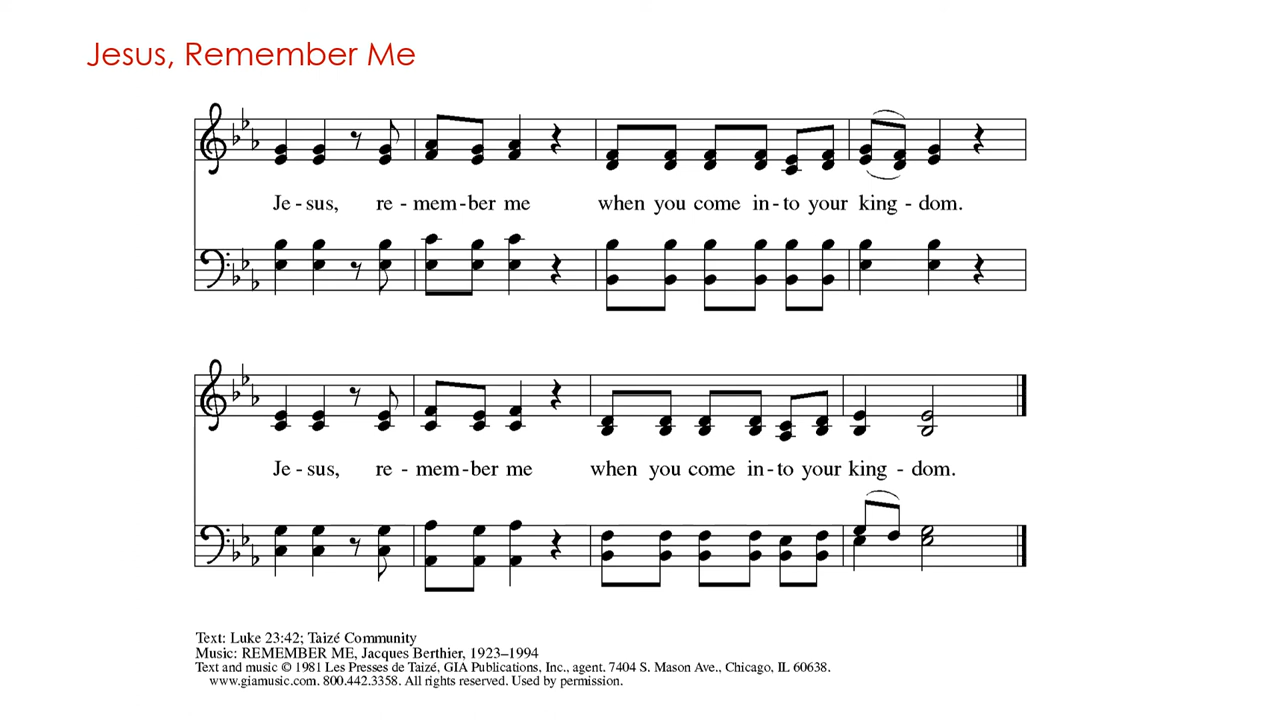 Jesus, Remember Me
Je - sus, re - mem - ber me when you come in - to your king - dom.
Je - sus, re - mem - ber me when you come in - to your king - dom.
Text: Luke 23:42; Taizé Community
Music: REMEMBER ME, Jacques Berthier, 1923–1994
Text and music © 1981 Les Presses de Taizé, GIA Publications, Inc., agent. 7404 S. Mason Ave., Chicago, IL 60638.
www.giamusic.com. 800.442.3358. All rights reserved. Used by permission.